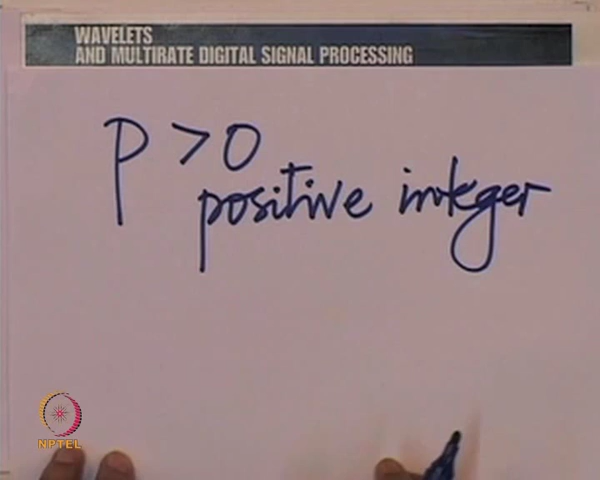 WAVELETS
AND MULTIRATE DIGITAL SIGNAL PROCESSING
P > 0
positive integer
NPTEL